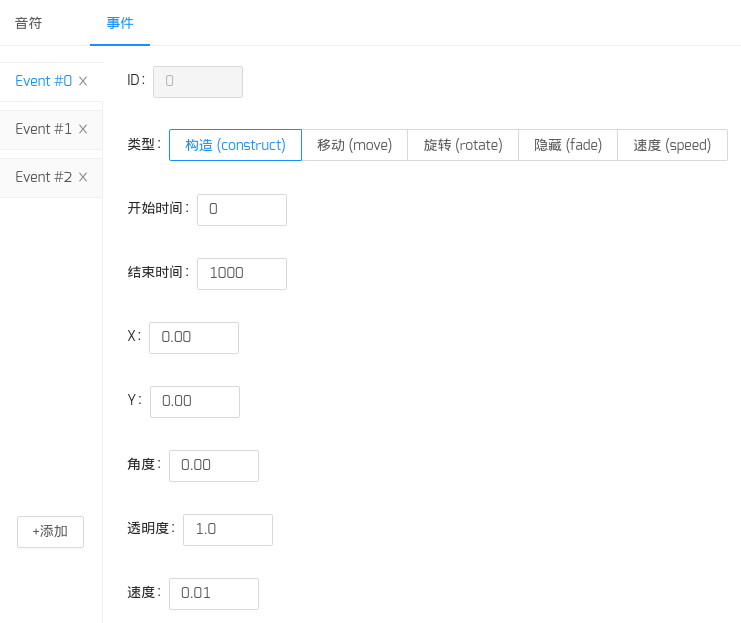 音符 事件
Event #0
Event #1
Event #2
+添加
ID: 0
类型: 构造 (construct) 移动 (move) 旋转 (rotate) 隐藏 (fade) 速度 (speed)
开始时间: 0
结束时间: 1000
X: 0.00
Y: 0.00
角度: 0.00
透明度: 1.0
速度: 0.01